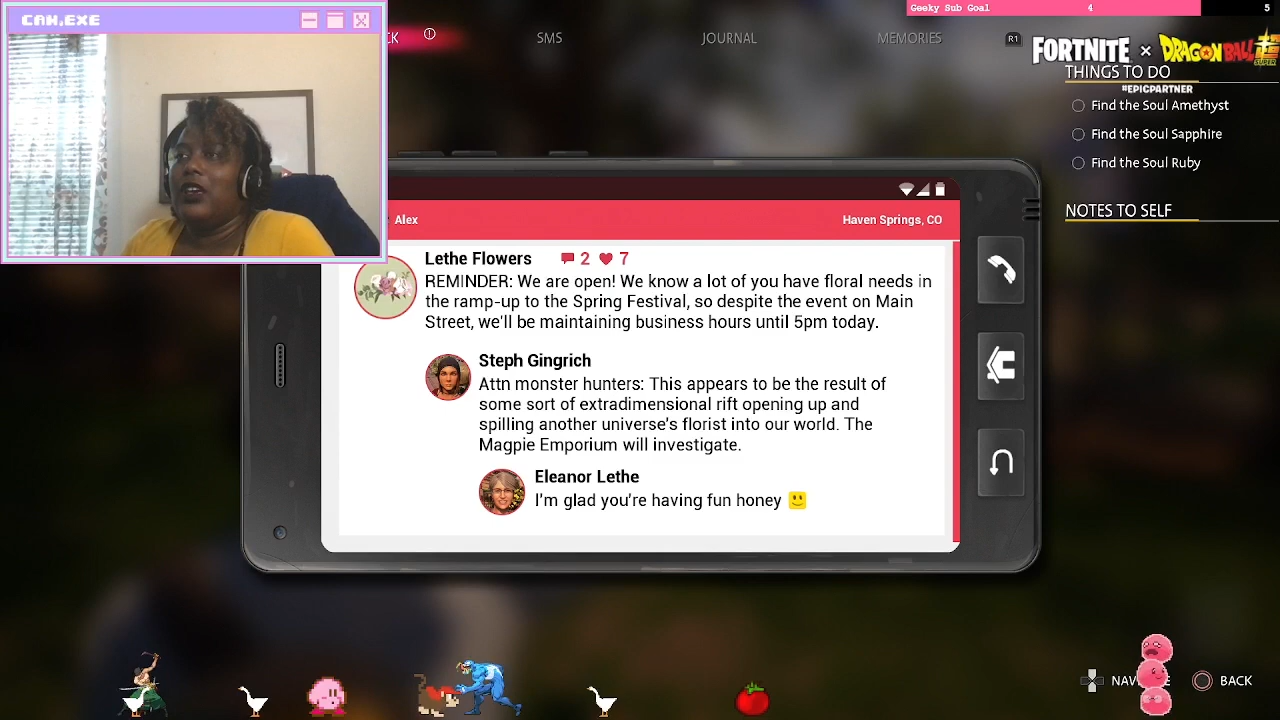 CAM.EXE
CK
SMS
MEMORIES
R1
Geeky Sub Goal 4 5
FORTNITE X DRAGON BALL SUPER
THINGS TO DO
#EPICPARTNER
Find the Soul Amethyst
Find the Soul Sapphire
Find the Soul Ruby
NOTES TO SELF
Alex
Haven Springs, CO
Lethe Flowers 2 7
REMINDER: We are open! We know a lot of you have floral needs in
the ramp-up to the Spring Festival, so despite the event on Main
Street, we'll be maintaining business hours until 5pm today.
Steph Gingrich
Attn monster hunters: This appears to be the result of
some sort of extradimensional rift opening up and
spilling another universe's florist into our world. The
Magpie Emporium will investigate.
Eleanor Lethe
I'm glad you're having fun honey
BACK